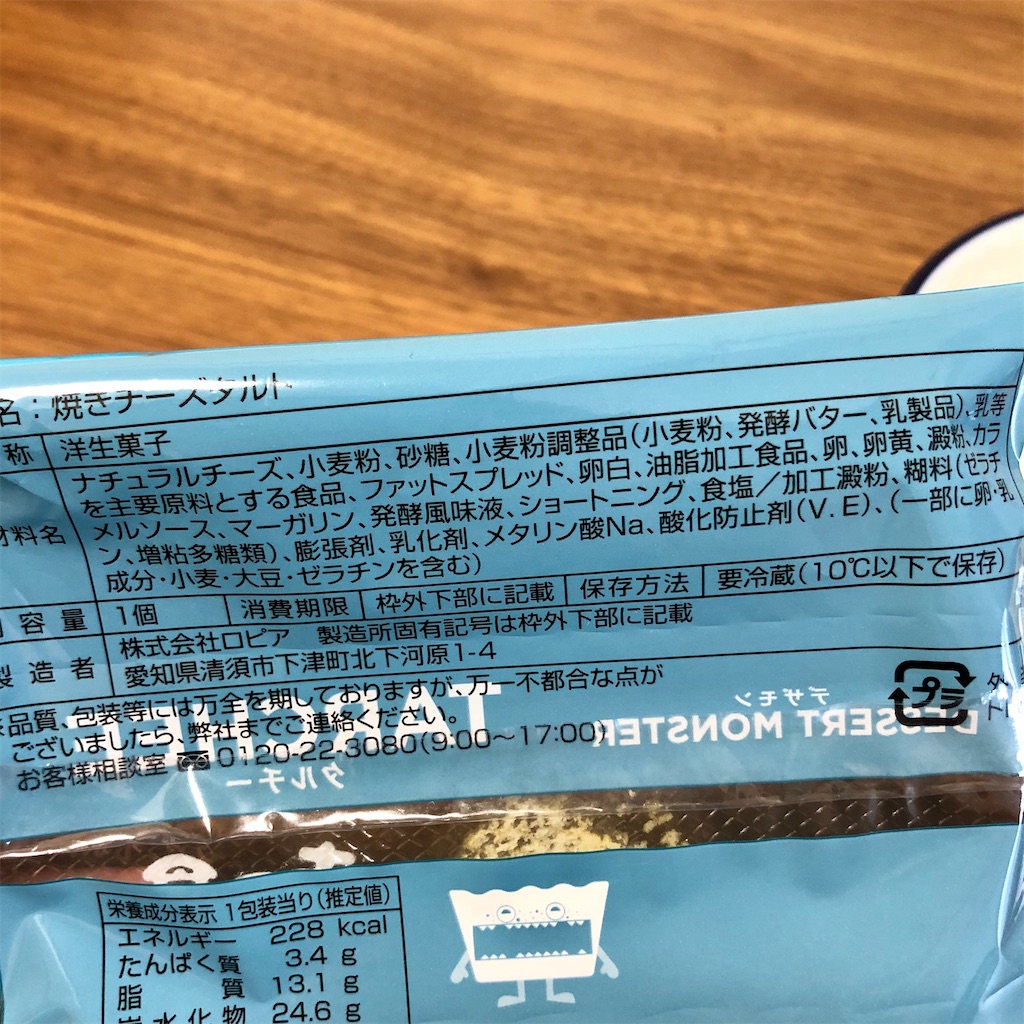 名：焼きチーズタルト
称 洋生菓子
ナチュラルチーズ、小麦粉、砂糖、小麦粉調整品(小麦粉、発酵バター、乳製品)、乳等
を主要原料とする食品、ファットスプレッド、卵白、油脂加工食品、卵、卵黄、澱粉、カラ
材料名 メルソース、マーガリン、発酵風味液、ショートニング、食塩／加工澱粉、糊料(ゼラチ
ン、増粘多糖類)、膨張剤、乳化剤、メタリン酸Na、酸化防止剤(V.E)、(一部に卵・乳
成分・小麦・大豆・ゼラチンを含む)
内容量 1個 消費期限 枠外下部に記載 保存方法 要冷蔵(10℃以下で保存)
製造者 株式会社ロピア 製造所固有記号は枠外下部に記載
愛知県清須市下津町北下河原1-4
※品質、包装等には万全を期しておりますが、万一不都合な点が
ございましたら、弊社までご連絡ください。
お客様相談室 0120-22-3080(9:00〜17:00)
プラ
デザモン
DESSERT MONSTER
タルチー
栄養成分表示 1包装当り(推定値)
エネルギー 228 kcal
たんぱく質 3.4 g
脂質 13.1 g
炭水化物 24.6 g